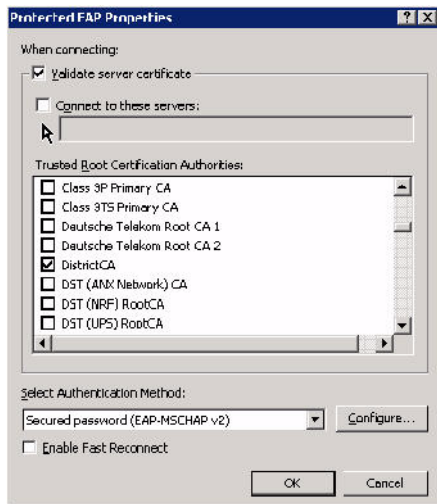 Protected EAP Properties
When connecting:
Validate server certificate
Connect to these servers:
Trusted Root Certification Authorities:
Class 3P Primary CA
Class 3TS Primary CA
Deutsche Telekom Root CA 1
Deutsche Telekom Root CA 2
DistrictCA
DST (ANX Network) CA
DST (NRF) RootCA
DST (UPS) RootCA
Select Authentication Method:
Secured password (EAP-MSCHAP v2)
Configure...
Enable Fast Reconnect
OK
Cancel